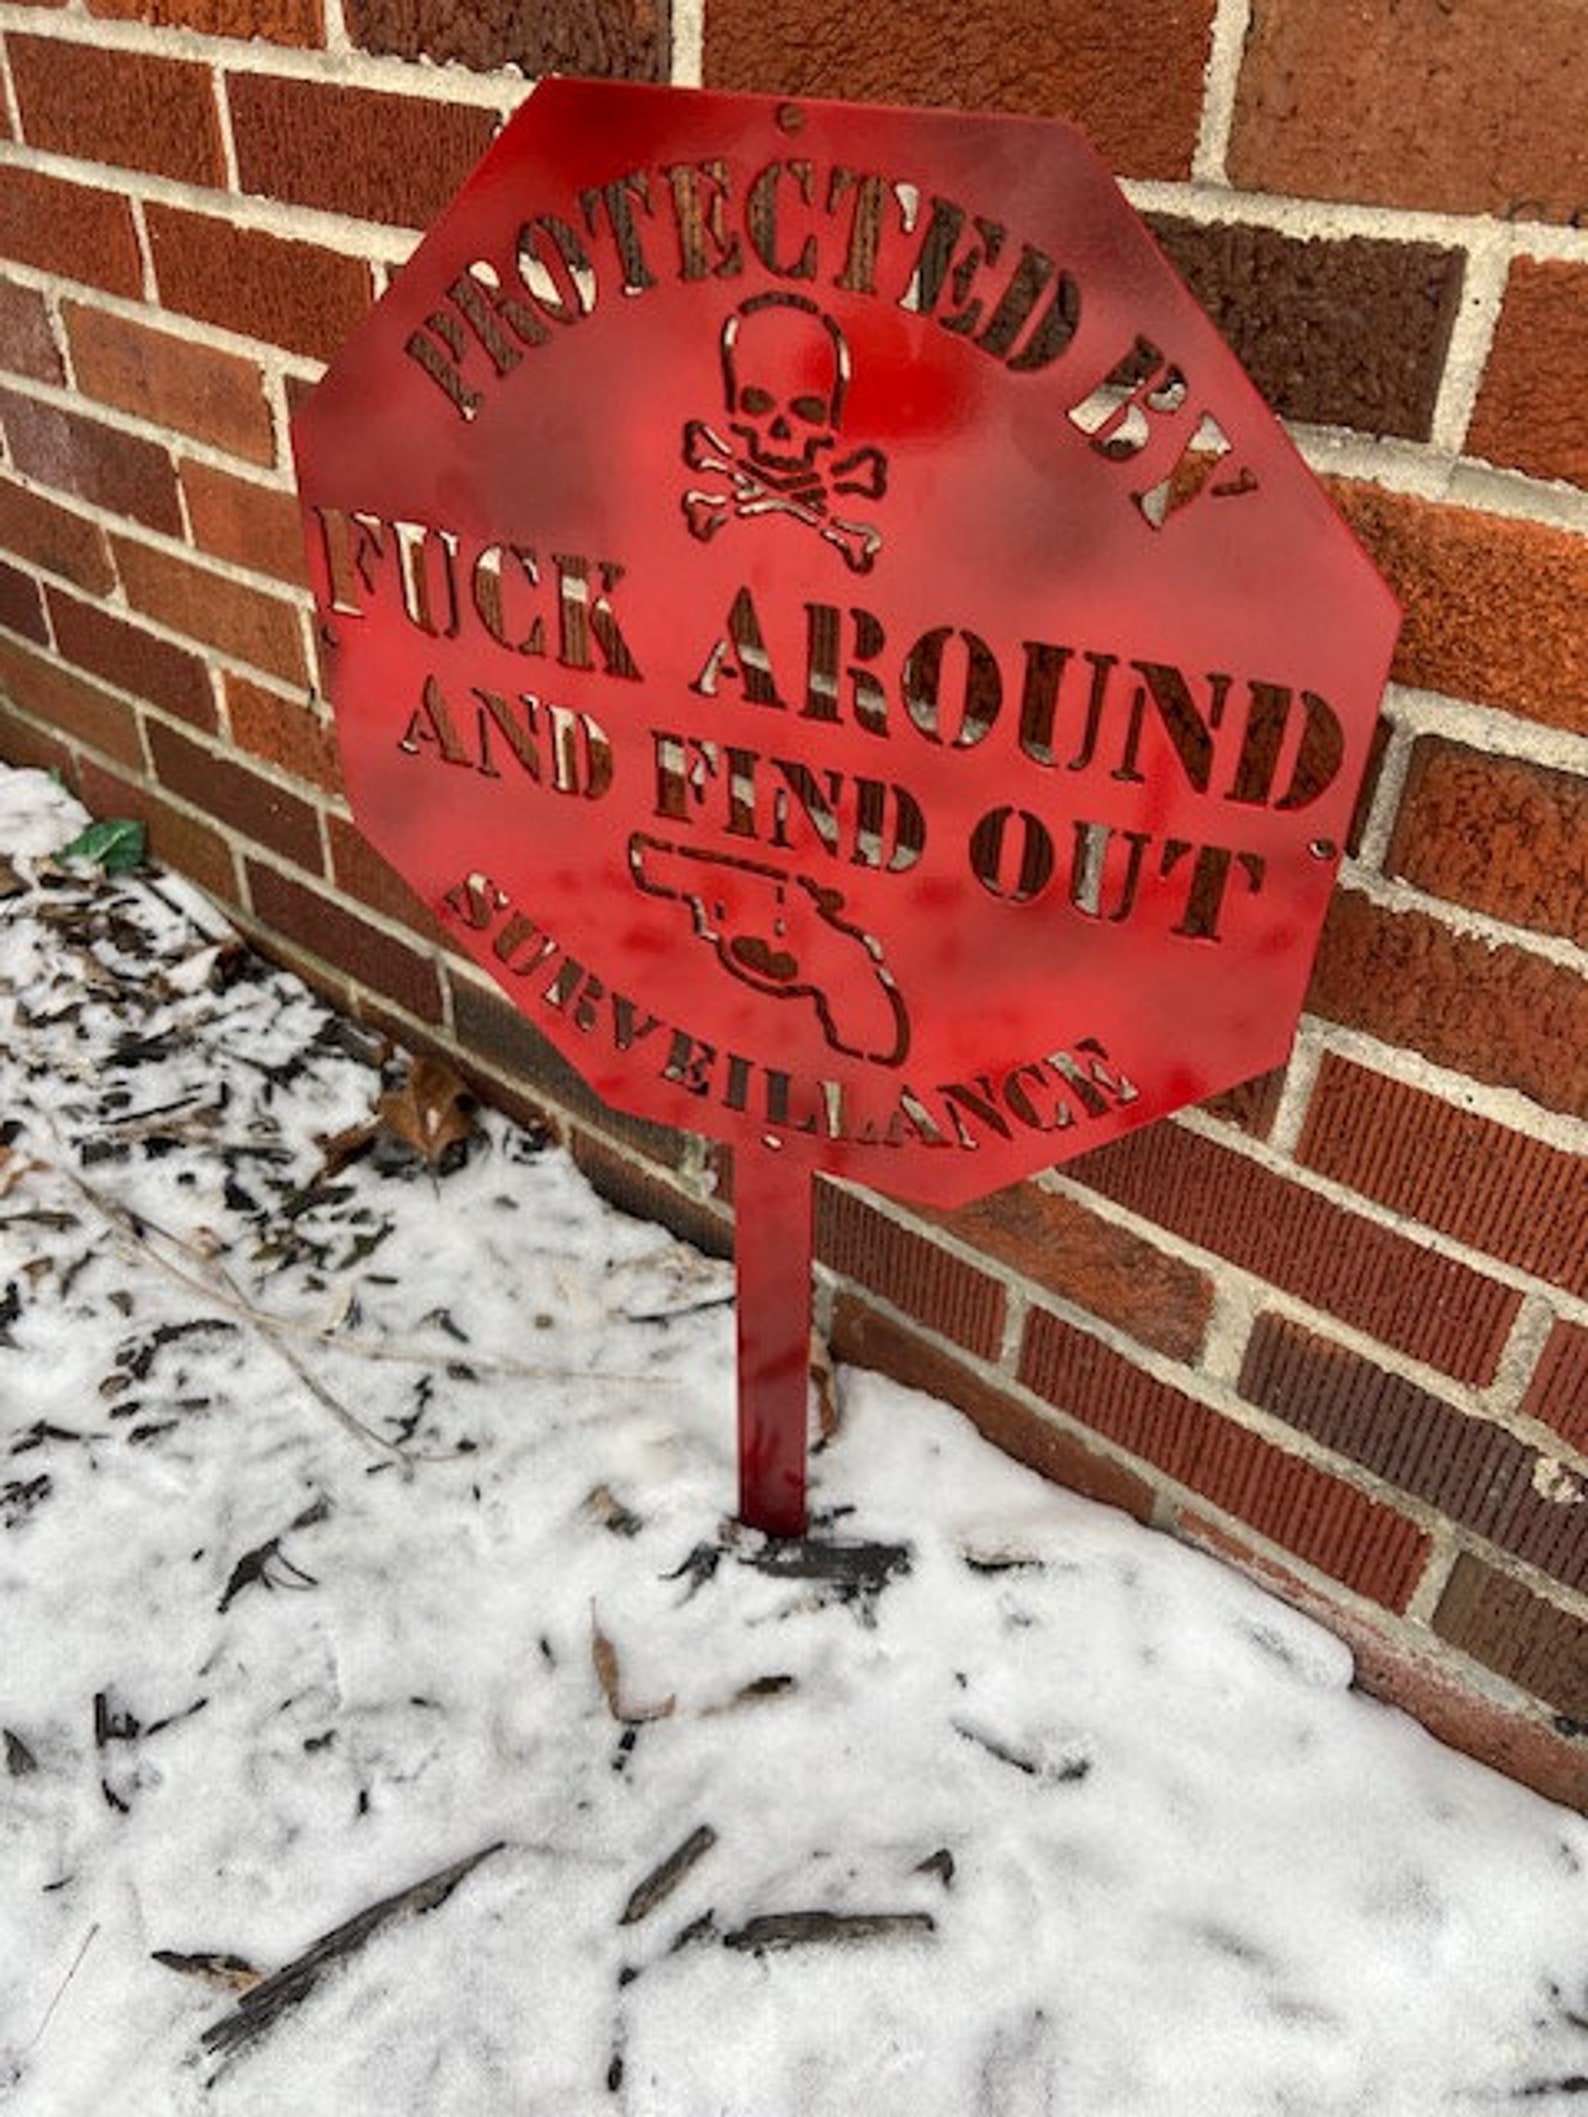 PROTECTED BY
FUCK AROUND
AND FIND OUT
SURVEILLANCE